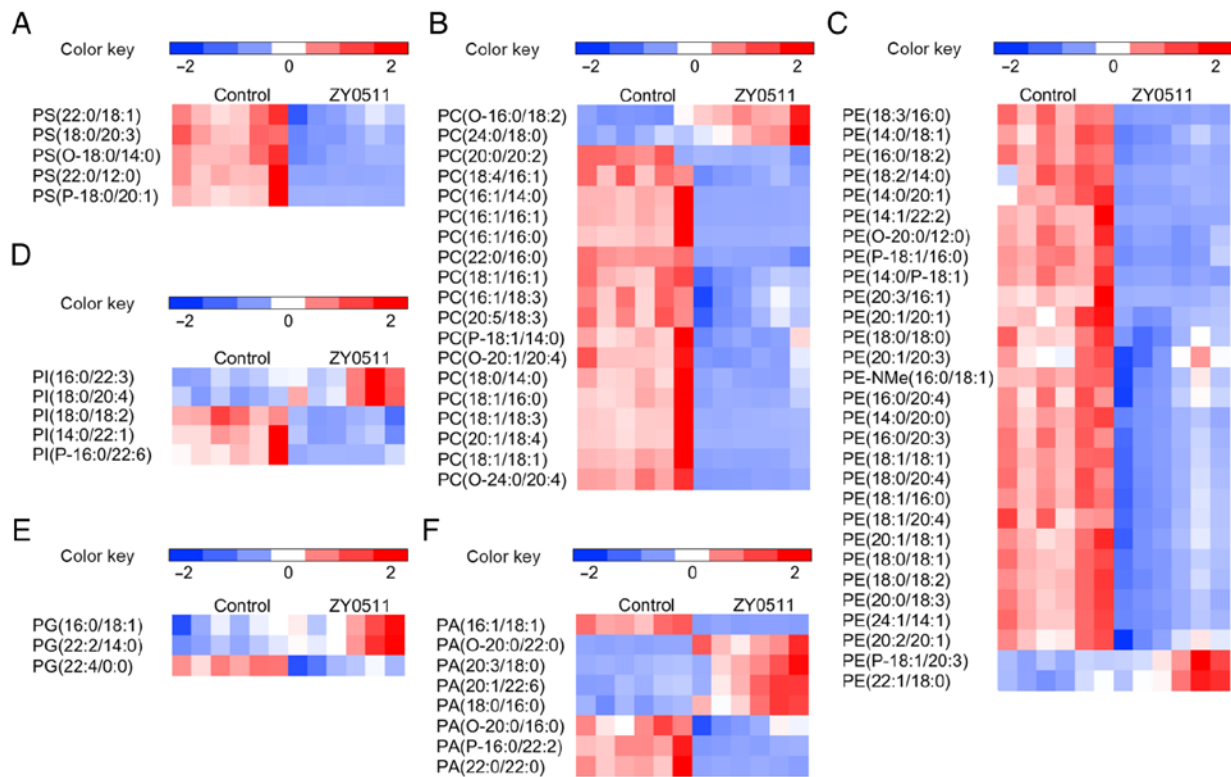 A
Color key
−2
0
2
Control
ZY0511
PS(22:0/18:1)
PS(18:0/20:3)
PS(O-18:0/14:0)
PS(22:0/12:0)
PS(P-18:0/20:1)
B
Color key
−2
0
2
Control
ZY0511
PC(O-16:0/18:2)
PC(24:0/18:0)
PC(20:0/20:2)
PC(18:4/16:1)
PC(16:1/14:0)
PC(16:1/16:1)
PC(16:1/16:0)
PC(22:0/16:0)
PC(18:1/16:1)
PC(16:1/18:3)
PC(20:5/18:3)
PC(P-18:1/14:0)
PC(O-20:1/20:4)
PC(18:0/14:0)
PC(18:1/16:0)
PC(18:1/18:3)
PC(20:1/18:4)
PC(18:1/18:1)
PC(O-24:0/20:4)
C
Color key
−2
0
2
Control
ZY0511
PE(18:3/16:0)
PE(14:0/18:1)
PE(16:0/18:2)
PE(18:2/14:0)
PE(14:0/20:1)
PE(14:1/22:2)
PE(O-20:0/12:0)
PE(P-18:1/16:0)
PE(14:0/P-18:1)
PE(20:3/16:1)
PE(20:1/20:1)
PE(18:0/18:0)
PE(20:1/20:3)
PE-NMe(16:0/18:1)
PE(16:0/20:4)
PE(14:0/20:0)
PE(16:0/20:3)
PE(18:1/18:1)
PE(18:0/20:4)
PE(18:1/16:0)
PE(18:1/20:4)
PE(20:1/18:1)
PE(18:0/18:1)
PE(18:0/18:2)
PE(20:0/18:3)
PE(24:1/14:1)
PE(20:2/20:1)
PE(P-18:1/20:3)
PE(22:1/18:0)
D
Color key
−2
0
2
Control
ZY0511
PI(16:0/22:3)
PI(18:0/20:4)
PI(18:0/18:2)
PI(14:0/22:1)
PI(P-16:0/22:6)
E
Color key
−2
0
2
Control
ZY0511
PG(16:0/18:1)
PG(22:2/14:0)
PG(22:4/0:0)
F
Color key
−2
0
2
Control
ZY0511
PA(16:1/18:1)
PA(O-20:0/22:0)
PA(20:3/18:0)
PA(20:1/22:6)
PA(18:0/16:0)
PA(O-20:0/16:0)
PA(P-16:0/22:2)
PA(22:0/22:0)